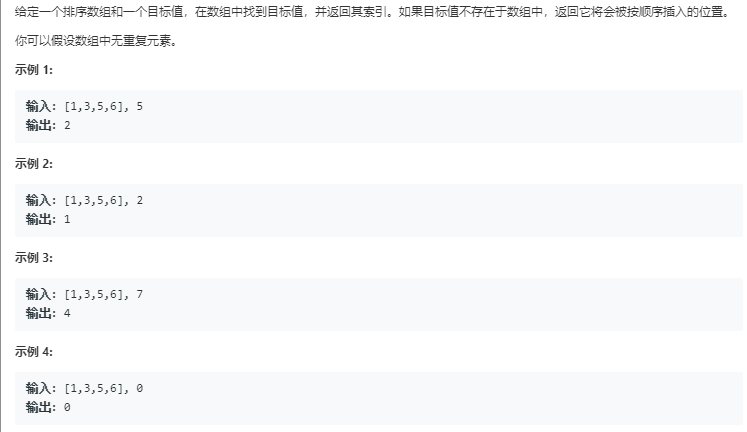 给定一个排序数组和一个目标值，在数组中找到目标值，并返回其索引。如果目标值不存在于数组中，返回它将会被按顺序插入的位置。
你可以假设数组中无重复元素。
示例 1:
输入: [1,3,5,6], 5
输出: 2
示例 2:
输入: [1,3,5,6], 2
输出: 1
示例 3:
输入: [1,3,5,6], 7
输出: 4
示例 4:
输入: [1,3,5,6], 0
输出: 0